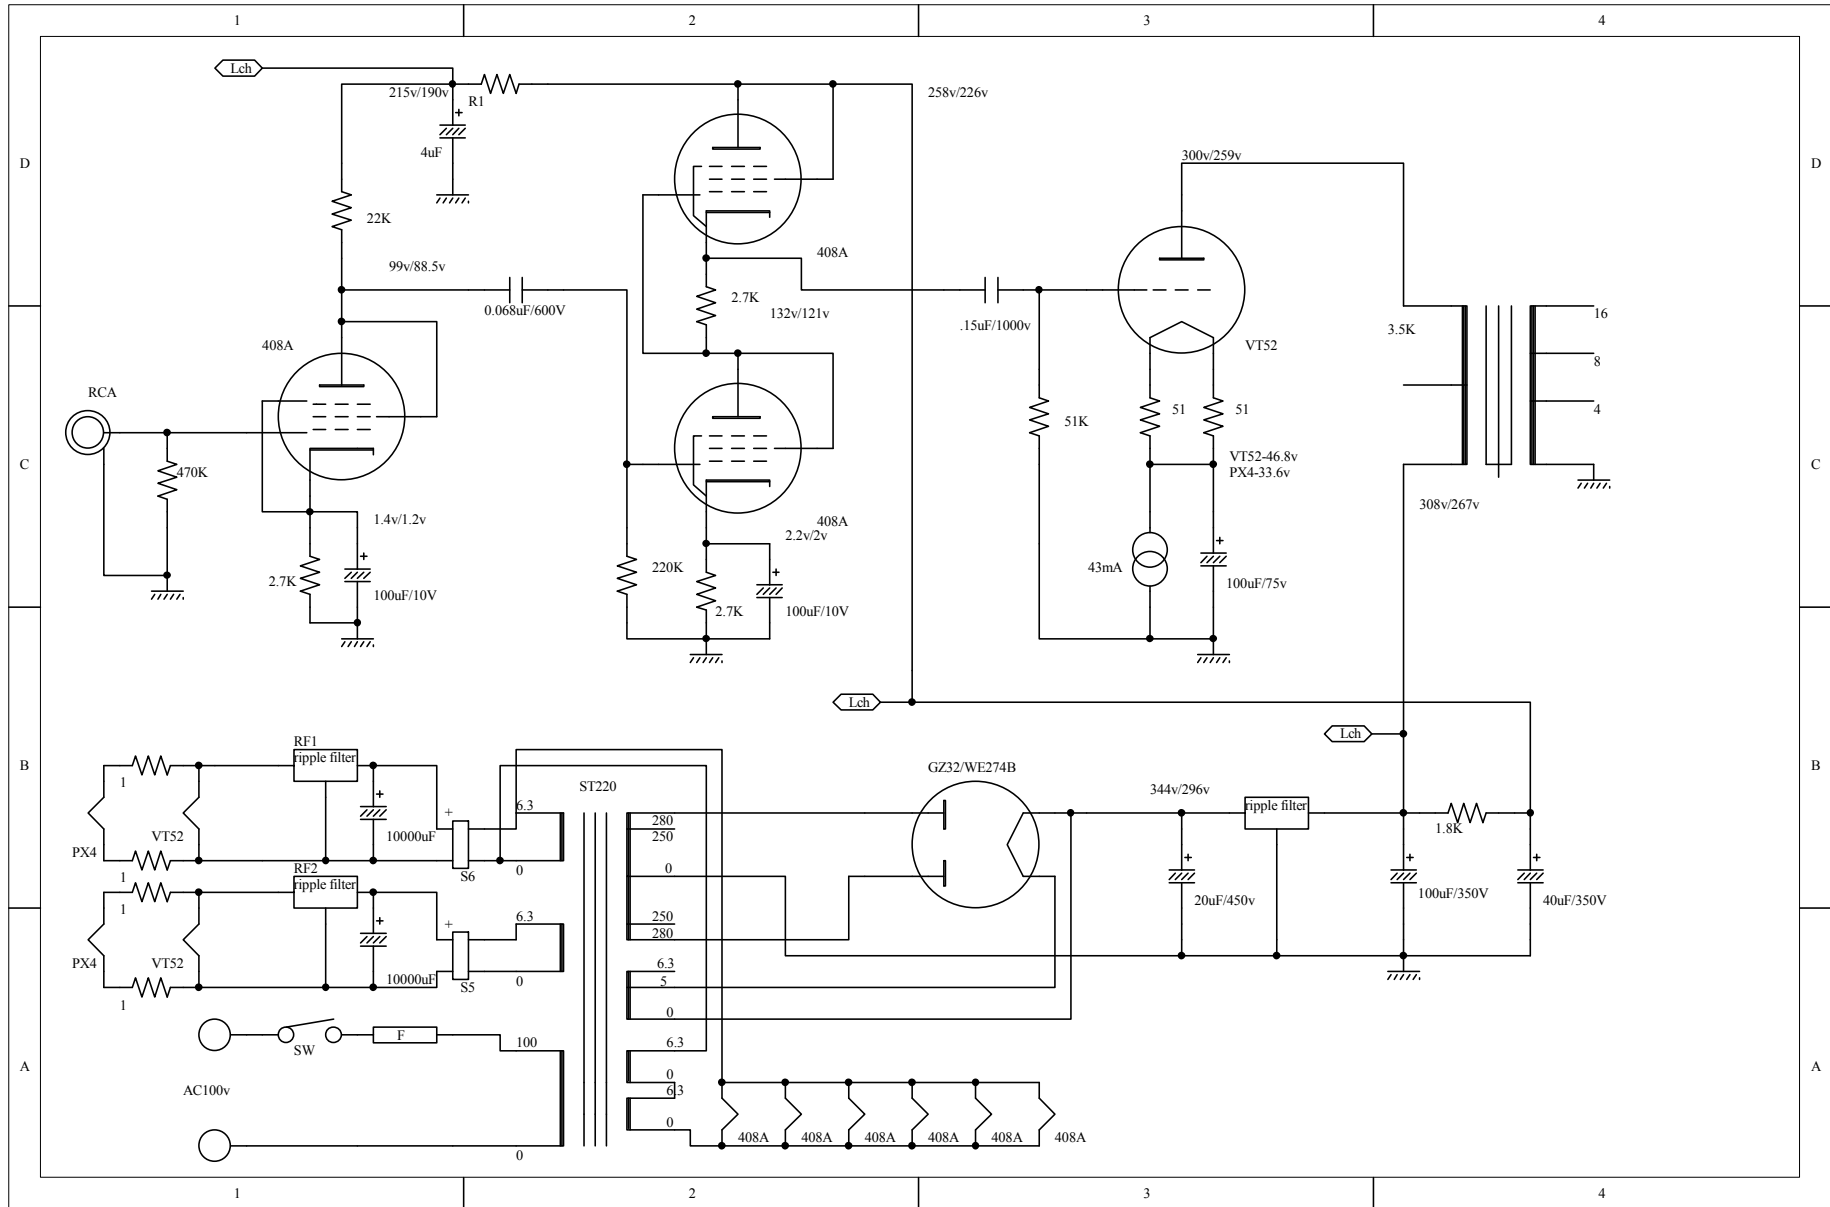 1
2
3
4
Lch
215v/190v
R1
258v/226v
4uF
D
D
300v/259v
22K
408A
99v/88.5v
2.7K
0.068uF/600V
132v/121v
.15uF/1000v
16
3.5K
408A
VT52
8
RCA
4
51K
51
51
C
470K
VT52-46.8v
PX4-33.6v
C
308v/267v
1.4v/1.2v
408A
2.2v/2v
2.7K
100uF/10V
220K
2.7K
100uF/10V
43mA
100uF/75v
Lch
Lch
RF1
ripple filter
B
B
GZ32/WE274B
1
ST220
344v/296v
6.3
ripple filter
280
250
VT52
10000uF
1.8K
PX4
RF2
0
0
1
S6
ripple filter
1
20uF/450v
100uF/350V
40uF/350V
6.3
250
280
PX4
VT52
6.3
10000uF
S5
0
5
1
0
100
6.3
SW
F
A
A
0
6.3
AC100v
0
408A
408A
408A
408A
408A
408A
0
1
2
3
4